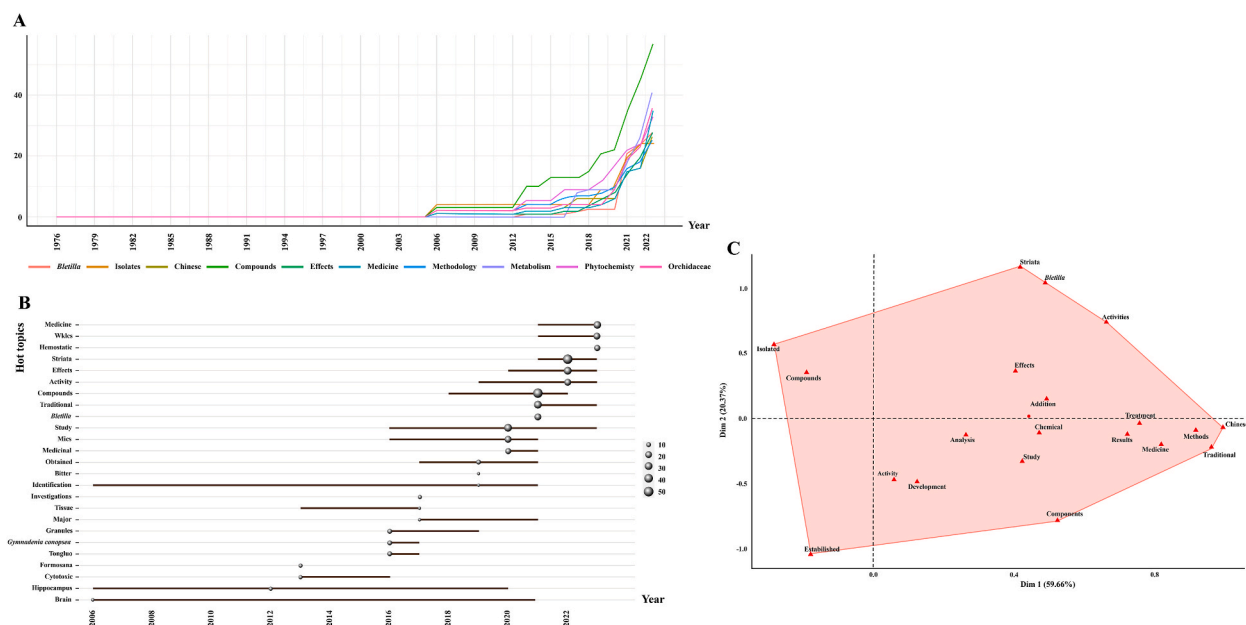 A
40
20
0
Year
1976 1979 1982 1985 1988 1991 1994 1997 2000 2003 2006 2009 2012 2015 2018 2021 2022
Bletilla Isolates Chinese Compounds Effects Medicine Methodology Metabolism Phytochemisty Orchidaceae
B
Hot topics
Medicine
Wkles
Hemostatic
Striata
Effects
Activity
Compounds
Traditional
Bletilla
Study
Mics
Medicinal
Obtained
Bitter
Identification
Investigations
Tissue
Major
Granules
Gymnadenia conopsea
Tongluo
Formosana
Cytotoxic
Hippocampus
Brain
10
20
30
40
50
Year
2006 2008 2010 2012 2014 2016 2018 2020 2022
C
Dim 2 (20.37%)
1.0
0.5
0.0
-0.5
-1.0
Striata
Bletilla
Activities
Isolated
Compounds
Effects
Addition
Treatment
Chinese
Chemical
Analysis
Results
Methods
Medicine
Traditional
Study
Activity
Development
Components
Estabilished
0.0 0.4 0.8
Dim 1 (59.66%)